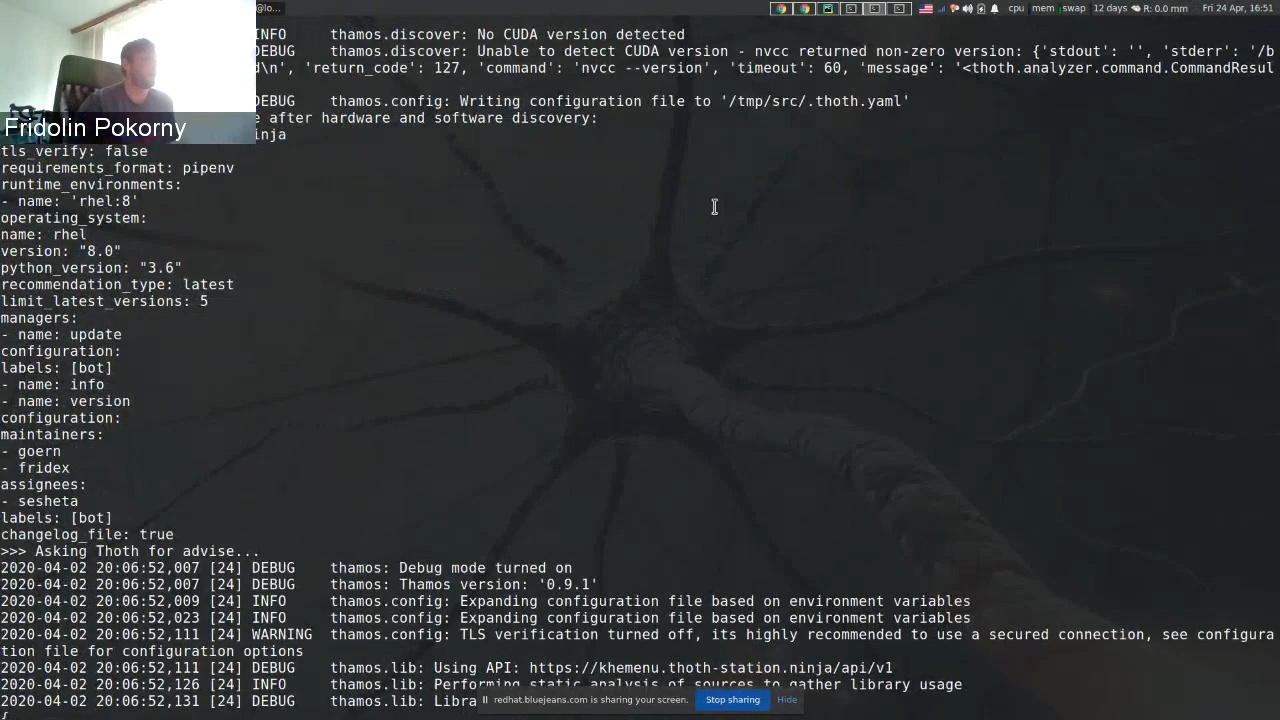 @lo...
cpu mem swap 12 days R: 0.0 mm Fri 24 Apr, 16:51
INFO thamos.discover: No CUDA version detected
DEBUG thamos.discover: Unable to detect CUDA version - nvcc returned non-zero version: {'stdout': '', 'stderr': '/b
d\n', 'return_code': 127, 'command': 'nvcc --version', 'timeout': 60, 'message': '<thoth.analyzer.command.CommandResul
DEBUG thamos.config: Writing configuration file to '/tmp/src/.thoth.yaml'
e after hardware and software discovery:
Fridolin Pokorny
inja
tls_verify: false
requirements_format: pipenv
runtime_environments:
- name: 'rhel:8'
operating_system:
name: rhel
version: "8.0"
python_version: "3.6"
recommendation_type: latest
limit_latest_versions: 5
managers:
- name: update
configuration:
labels: [bot]
- name: info
- name: version
configuration:
maintainers:
- goern
- fridex
assignees:
- sesheta
labels: [bot]
changelog_file: true
>>> Asking Thoth for advise...
2020-04-02 20:06:52,007 [24] DEBUG thamos: Debug mode turned on
2020-04-02 20:06:52,007 [24] DEBUG thamos: Thamos version: '0.9.1'
2020-04-02 20:06:52,009 [24] INFO thamos.config: Expanding configuration file based on environment variables
2020-04-02 20:06:52,023 [24] INFO thamos.config: Expanding configuration file based on environment variables
2020-04-02 20:06:52,111 [24] WARNING thamos.config: TLS verification turned off, its highly recommended to use a secured connection, see configura
tion file for configuration options
2020-04-02 20:06:52,111 [24] DEBUG thamos.lib: Using API: https://khemenu.thoth-station.ninja/api/v1
2020-04-02 20:06:52,126 [24] INFO thamos.lib: Performing static analysis of sources to gather library usage
2020-04-02 20:06:52,131 [24] DEBUG thamos.lib: Libra
redhat.bluejeans.com is sharing your screen. Stop sharing Hide
{